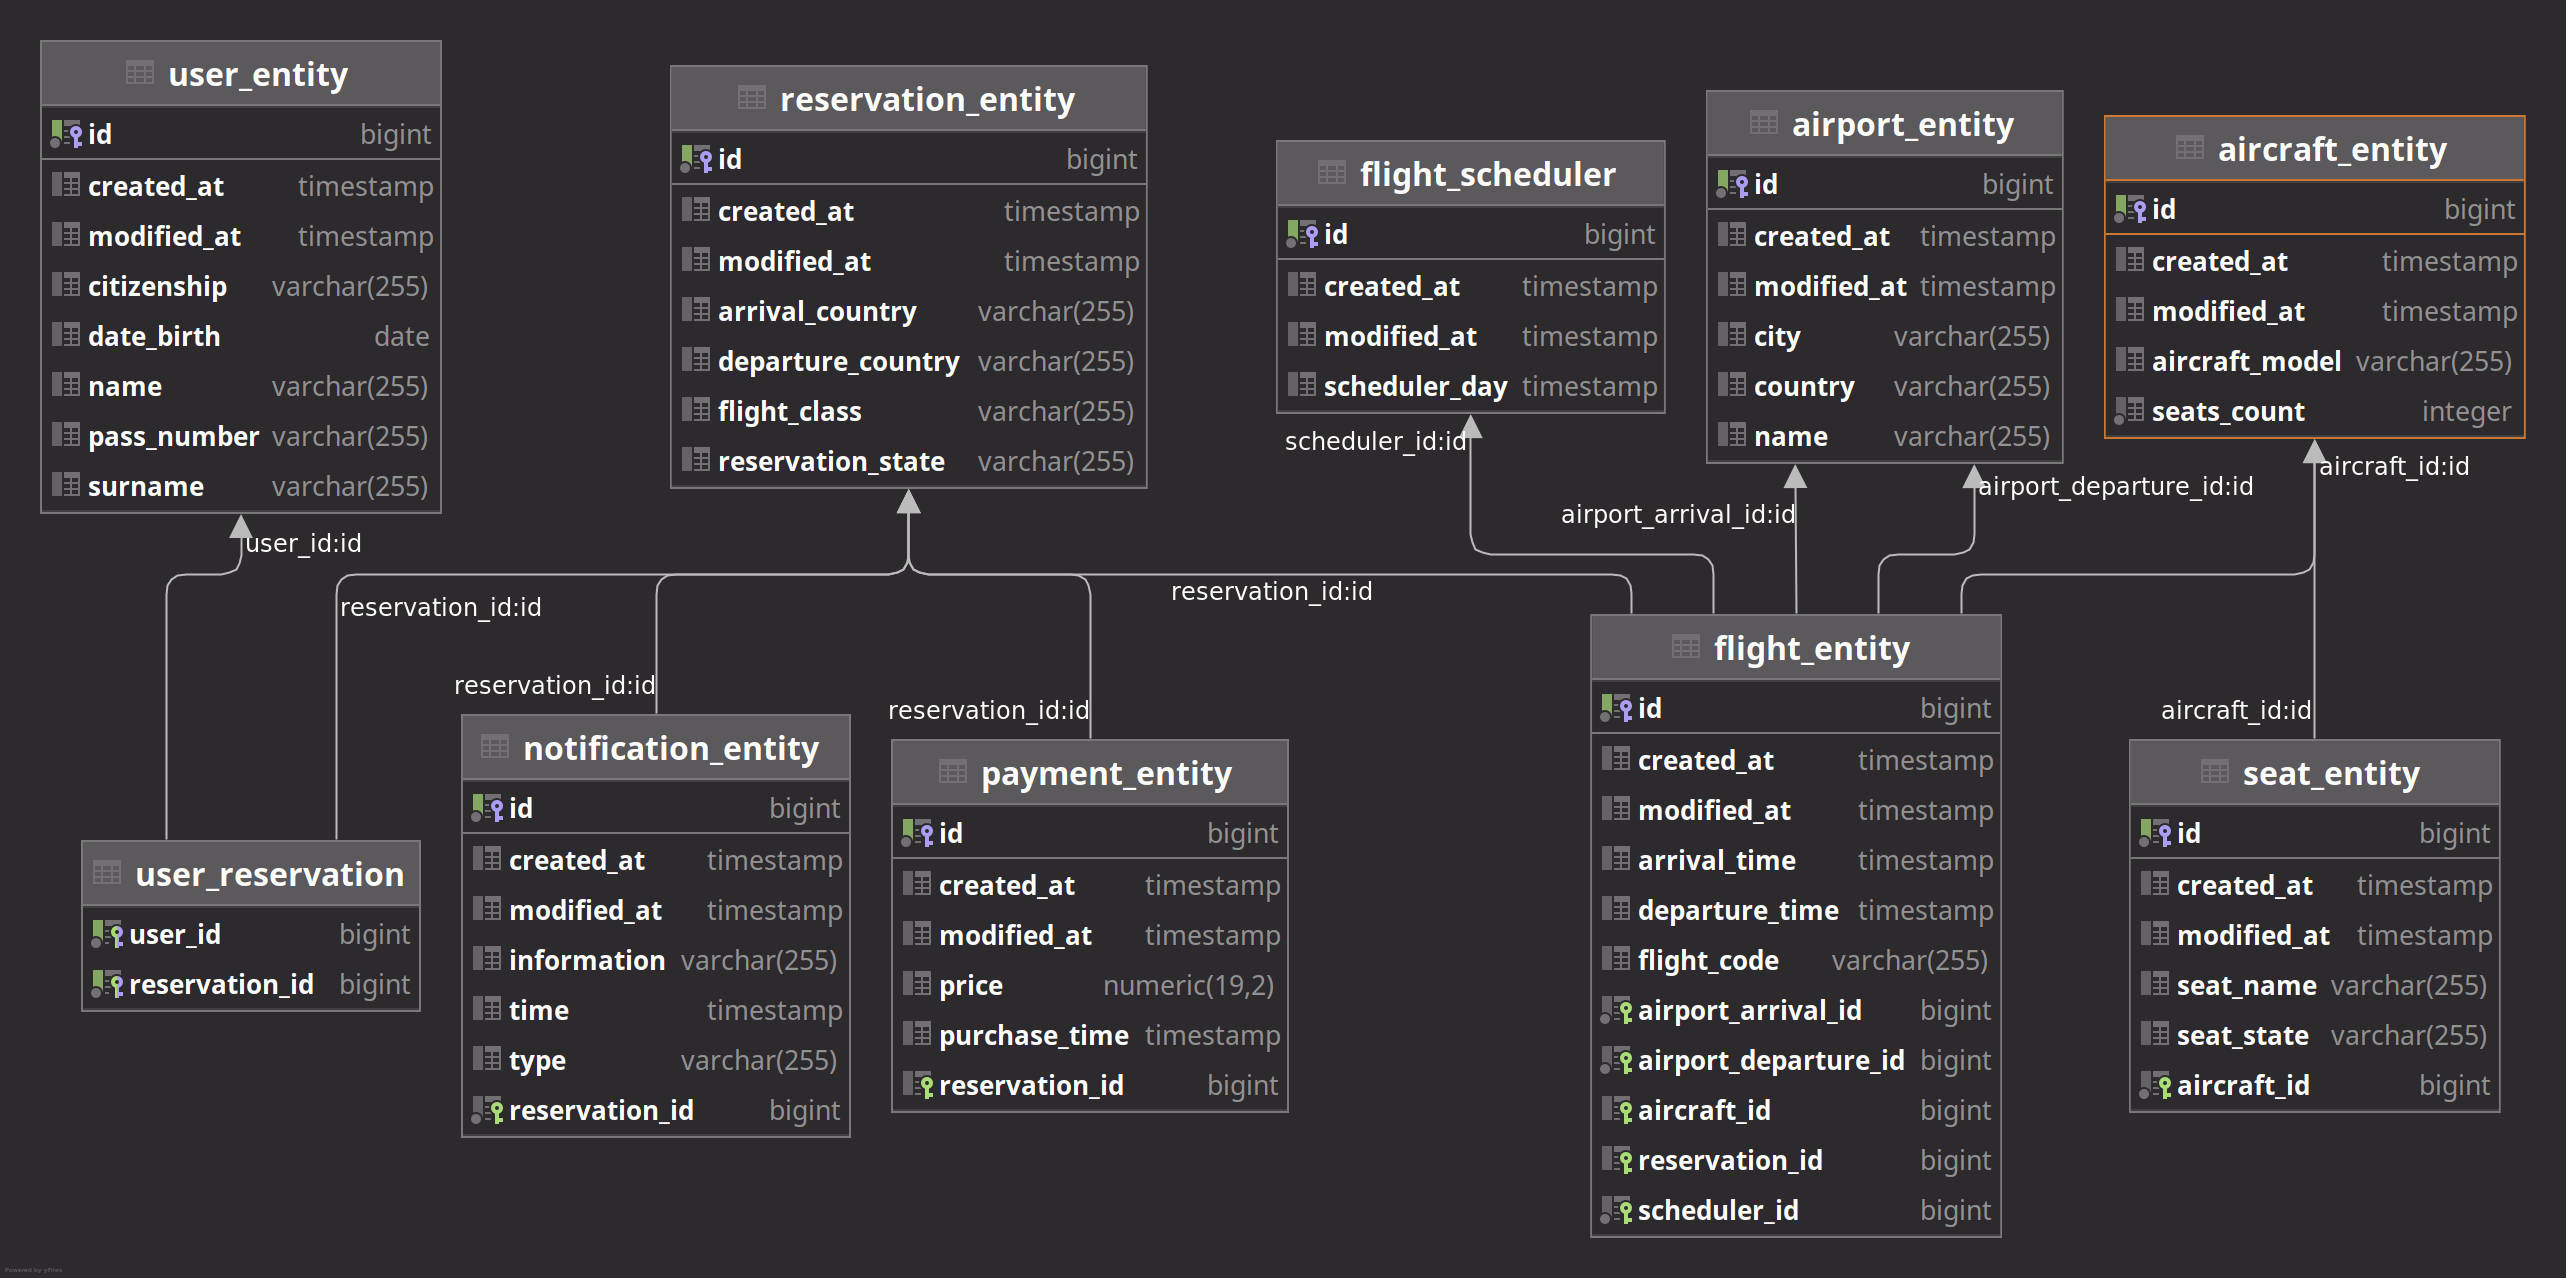 user_entity
id bigint
created_at timestamp
modified_at timestamp
citizenship varchar(255)
date_birth date
name varchar(255)
pass_number varchar(255)
surname varchar(255)
reservation_entity
id bigint
created_at timestamp
modified_at timestamp
arrival_country varchar(255)
departure_country varchar(255)
flight_class varchar(255)
reservation_state varchar(255)
flight_scheduler
id bigint
created_at timestamp
modified_at timestamp
scheduler_day timestamp
airport_entity
id bigint
created_at timestamp
modified_at timestamp
city varchar(255)
country varchar(255)
name varchar(255)
aircraft_entity
id bigint
created_at timestamp
modified_at timestamp
aircraft_model varchar(255)
seats_count integer
scheduler_id:id
airport_arrival_id:id
airport_departure_id:id
aircraft_id:id
user_id:id
reservation_id:id
reservation_id:id
reservation_id:id
reservation_id:id
aircraft_id:id
user_reservation
user_id bigint
reservation_id bigint
notification_entity
id bigint
created_at timestamp
modified_at timestamp
information varchar(255)
time timestamp
type varchar(255)
reservation_id bigint
payment_entity
id bigint
created_at timestamp
modified_at timestamp
price numeric(19,2)
purchase_time timestamp
reservation_id bigint
flight_entity
id bigint
created_at timestamp
modified_at timestamp
arrival_time timestamp
departure_time timestamp
flight_code varchar(255)
airport_arrival_id bigint
airport_departure_id bigint
aircraft_id bigint
reservation_id bigint
scheduler_id bigint
seat_entity
id bigint
created_at timestamp
modified_at timestamp
seat_name varchar(255)
seat_state varchar(255)
aircraft_id bigint
Powered by yFiles